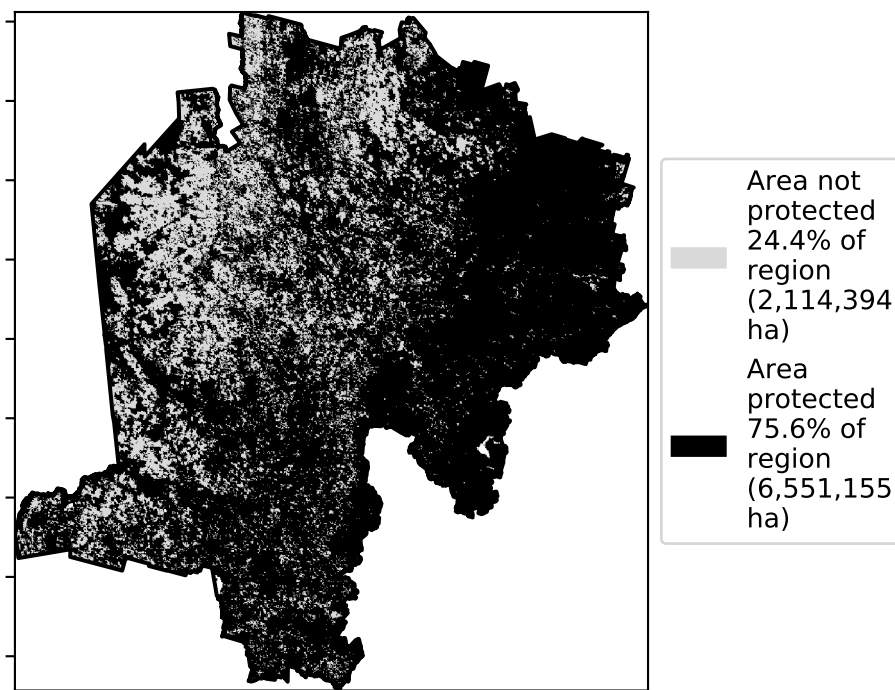 Area not
protected
24.4% of
region
(2,114,394
ha)
Area
protected
75.6% of
region
(6,551,155
ha)